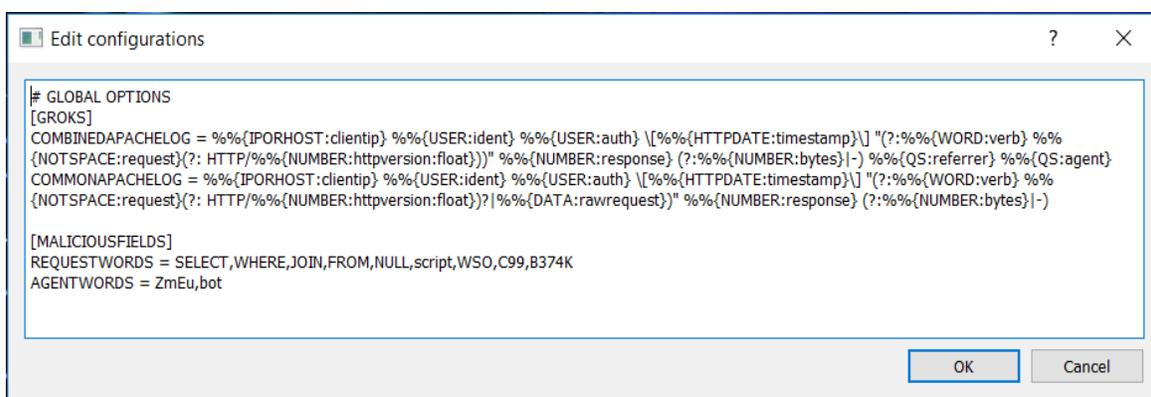 Edit configurations
?
# GLOBAL OPTIONS
[GROKS]
COMBINEDAPACHELOG = %%{IPORHOST:clientip} %%{USER:ident} %%{USER:auth} \[%%{HTTPDATE:timestamp}\] "(?:%%{WORD:verb} %%
{NOTSPACE:request}(?: HTTP/%%{NUMBER:httpversion:float}))" %%{NUMBER:response} (?:%%{NUMBER:bytes}|-) %%{QS:referrer} %%{QS:agent}
COMMONAPACHELOG = %%{IPORHOST:clientip} %%{USER:ident} %%{USER:auth} \[%%{HTTPDATE:timestamp}\] "(?:%%{WORD:verb} %%
{NOTSPACE:request}(?: HTTP/%%{NUMBER:httpversion:float})?|%%{DATA:rawrequest})" %%{NUMBER:response} (?:%%{NUMBER:bytes}|-)
[MALICIOUSFIELDS]
REQUESTWORDS = SELECT,WHERE,JOIN,FROM,NULL,script,WSO,C99,B374K
AGENTWORDS = ZmEu,bot
OK Cancel